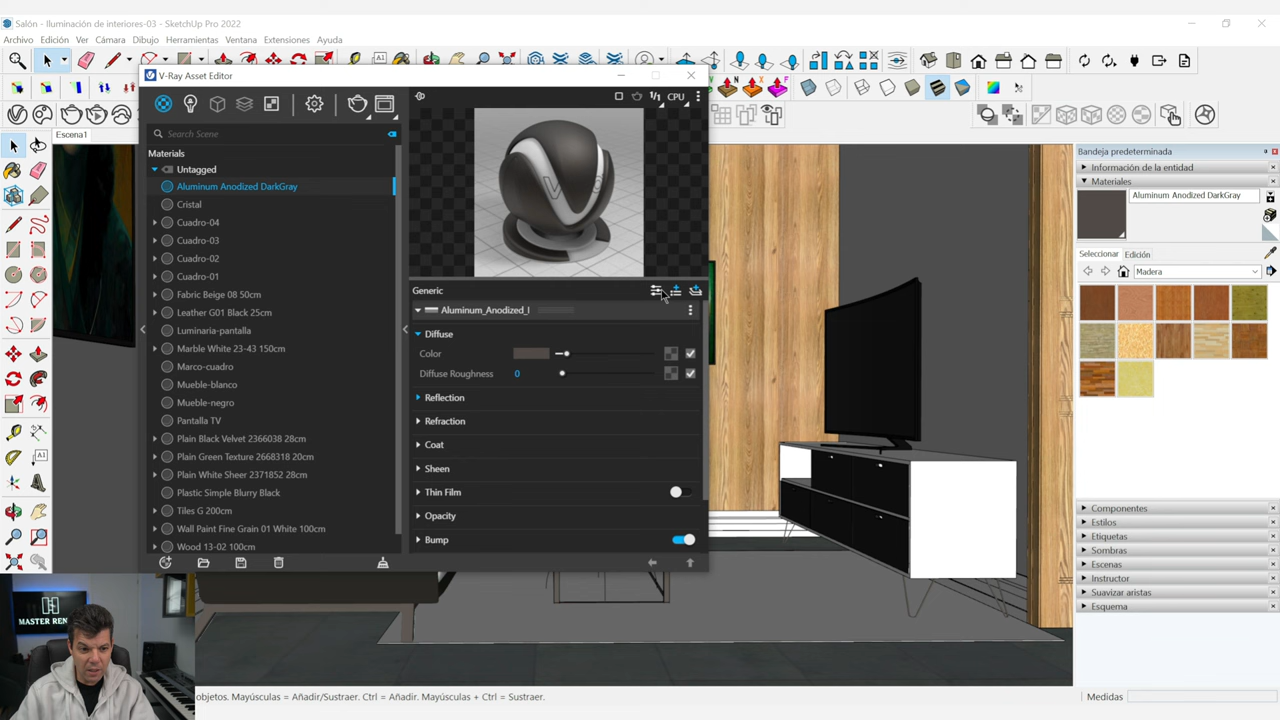 Salón - Iluminación de interiores-03 - SketchUp Pro 2022
Archivo Edición Ver Cámara Dibujo Herramientas Ventana Extensiones Ayuda
V-Ray Asset Editor
CPU
Escena1
Search Scene
Materials
Untagged
Aluminum Anodized DarkGray
Cristal
Cuadro-04
Cuadro-03
Cuadro-02
Cuadro-01
Fabric Beige 08 50cm
Leather G01 Black 25cm
Luminaria-pantalla
Marble White 23-43 150cm
Marco-cuadro
Mueble-blanco
Mueble-negro
Pantalla TV
Plain Black Velvet 2366038 28cm
Plain Green Texture 2668318 20cm
Plain White Sheer 2371852 20cm
Plastic Simple Blurry Black
Tiles G 200cm
Wall Paint Fine Grain 01 White 100cm
Wood 13-02 100cm
Generic
Aluminum_Anodized_I
Diffuse
Color
Diffuse Roughness 0
Reflection
Refraction
Coat
Sheen
Thin Film
Opacity
Bump
Bandeja predeterminada
Información de la entidad
Materiales
Aluminum Anodized DarkGray
Seleccionar Edición
Madera
Componentes
Estilos
Etiquetas
Sombras
Escenas
Instructor
Suavizar aristas
Esquema
MASTER REN
objetos. Mayúsculas = Añadir/Sustraer. Ctrl = Añadir. Mayúsculas + Ctrl = Sustraer.
Medidas